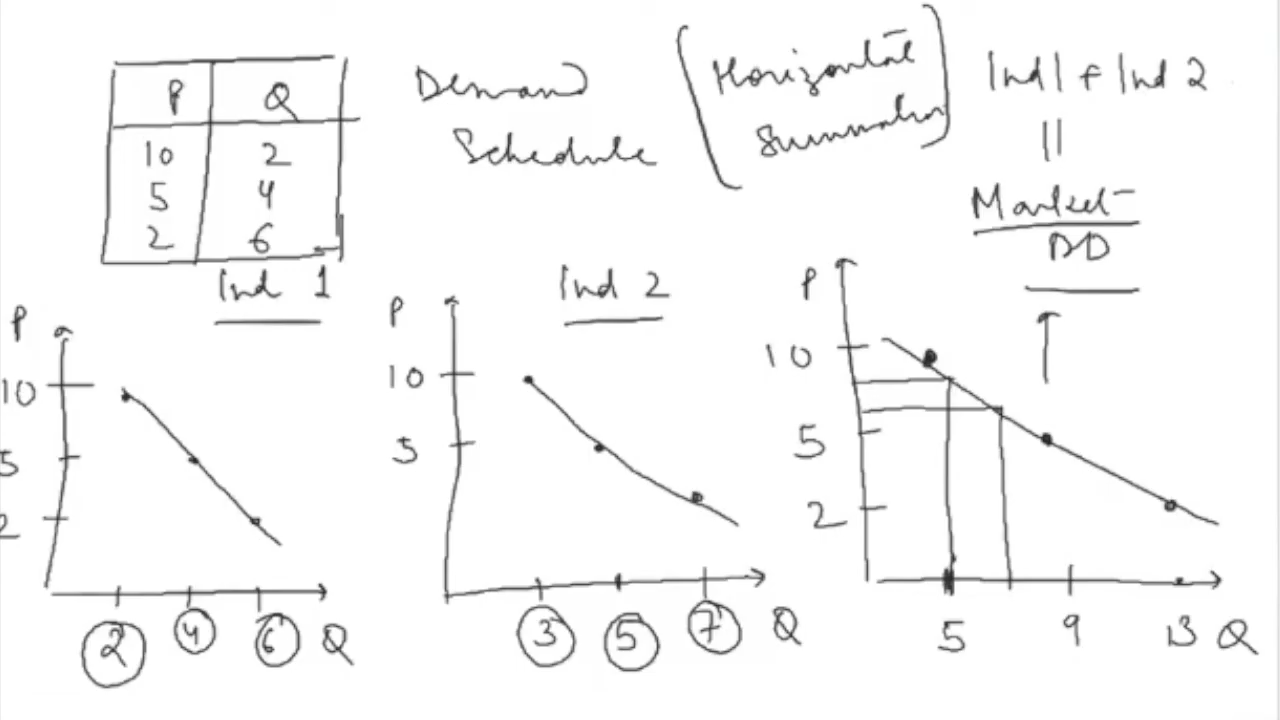 P Q
10 2
5 4
2 6
Demand
Schedule
(Horizontal
Summation)
Ind 1 + Ind 2
=
Market
DD
Ind 1
P
10
5
2
2 4 6 Q
Ind 2
P
10
5
3 5 7 Q
P
10
5
2
5 9 13 Q